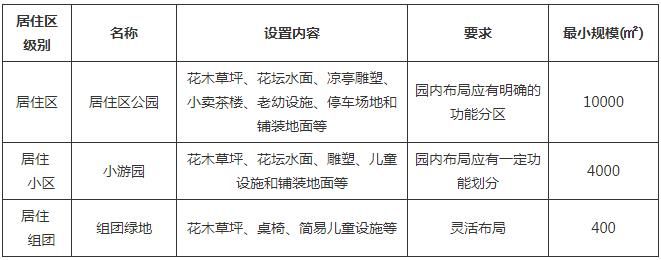 居住区
级别
名称
设置内容
要求
最小规模(㎡)
居住区
居住区公园
花木草坪、花坛水面、凉亭雕塑、
小卖茶楼、老幼设施、停车场地和
铺装地面等
园内布局应有明确的
功能分区
10000
居住
小区
小游园
花木草坪、花坛水面、雕塑、儿童
设施和铺装地面等
园内布局应有一定功
能划分
4000
居住
组团
组团绿地
花木草坪、桌椅、简易儿童设施等
灵活布局
400